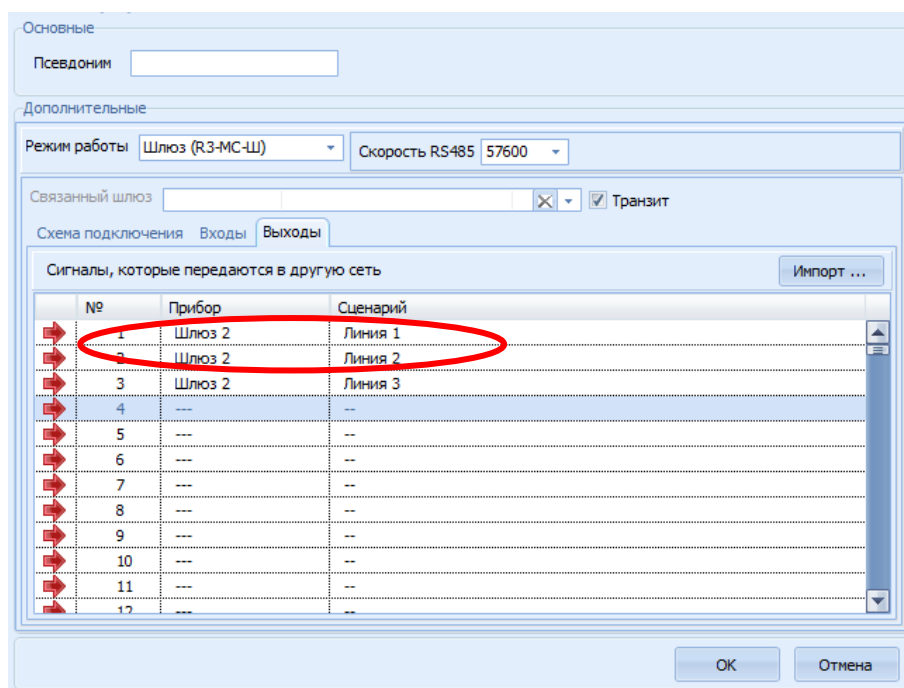 Основные
Псевдоним
Дополнительные
Режим работы Шлюз (R3-МС-Ш) Скорость RS485 57600
Связанный шлюз Транзит
Схема подключения Входы Выходы
Сигналы, которые передаются в другую сеть Импорт ...
№ Прибор Сценарий
1 Шлюз 2 Линия 1
2 Шлюз 2 Линия 2
3 Шлюз 2 Линия 3
4 --- --
5 --- --
6 --- --
7 --- --
8 --- --
9 --- --
10 --- --
11 --- --
12 --- --
OK Отмена